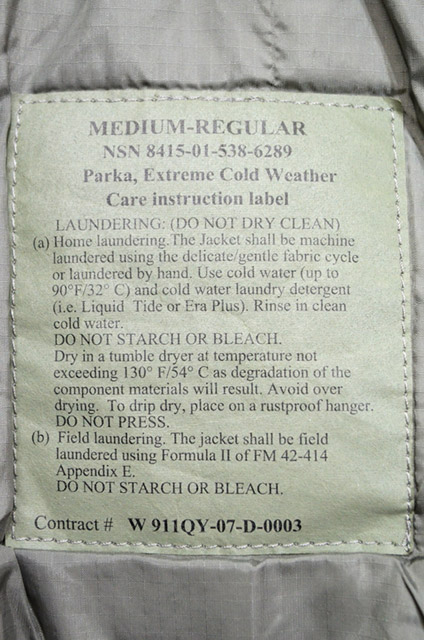 MEDIUM-REGULAR
NSN 8415-01-538-6289
Parka, Extreme Cold Weather
Care instruction label
LAUNDERING: (DO NOT DRY CLEAN)
(a) Home laundering.The Jacket shall be machine
laundered using the delicate/gentle fabric cycle
or laundered by hand. Use cold water (up to
90°F/32° C) and cold water laundry detergent
(i.e. Liquid Tide or Era Plus). Rinse in clean
cold water.
DO NOT STARCH OR BLEACH.
Dry in a tumble dryer at temperature not
exceeding 130° F/54° C as degradation of the
component materials will result. Avoid over
drying. To drip dry, place on a rustproof hanger.
DO NOT PRESS.
(b) Field laundering. The jacket shall be field
laundered using Formula II of FM 42-414
Appendix E.
DO NOT STARCH OR BLEACH.
Contract # W 911QY-07-D-0003